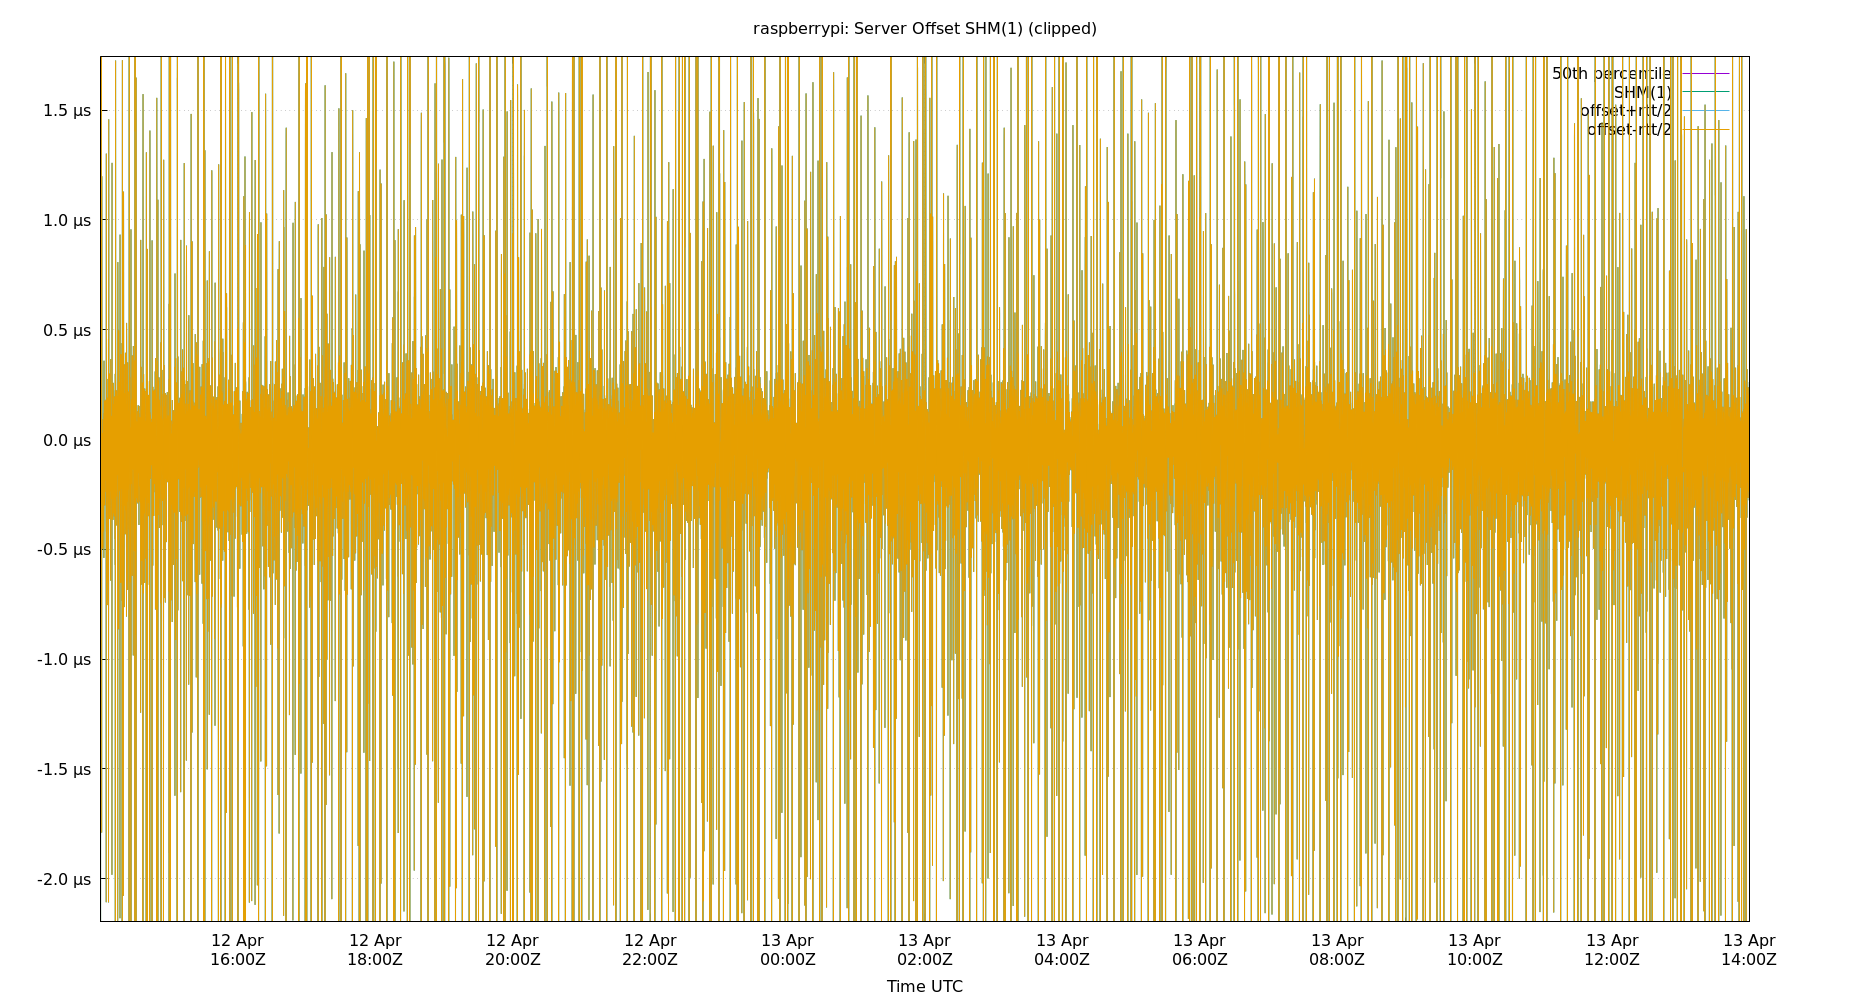 raspberrypi: Server Offset SHM(1) (clipped)
50th percentile
SHM(1)
offset+rtt/2
offset-rtt/2
1.5 µs
1.0 µs
0.5 µs
0.0 µs
-0.5 µs
-1.0 µs
-1.5 µs
-2.0 µs
12 Apr 12 Apr 12 Apr 12 Apr 13 Apr 13 Apr 13 Apr 13 Apr 13 Apr 13 Apr 13 Apr 13 Apr
16:00Z 18:00Z 20:00Z 22:00Z 00:00Z 02:00Z 04:00Z 06:00Z 08:00Z 10:00Z 12:00Z 14:00Z
Time UTC